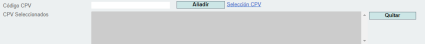 Código CPV Añadir Selección CPV
CPV Seleccionados Quitar